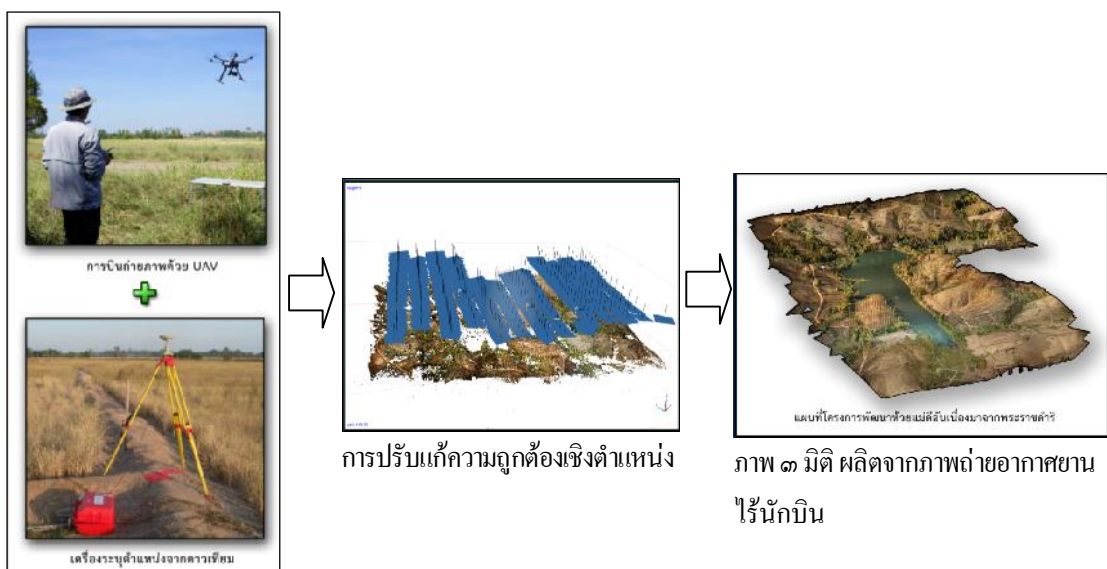 การบินถ่ายภาพด้วย UAV
เครื่องระบุตำแหน่งจากดาวเทียม
การปรับแก้ความถูกต้องเชิงตำแหน่ง
แผนที่โครงการพัฒนาห้วยแม่ดีอันเนื่องมาจากพระราชดำริ
ภาพ ๓ มิติ ผลิตจากภาพถ่ายอากาศยาน
ไร้นักบิน